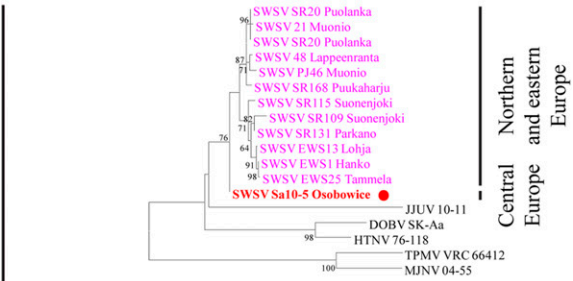 SWSV SR20 Puolanka
96
SWSV 21 Muonio
SWSV SR20 Puolanka
87
SWSV 48 Lappeenranta
71
SWSV PJ46 Muonio
SWSV SR168 Puukaharju
SWSV SR115 Suonenjoki
82
SWSV SR109 Suonenjoki
71
SWSV SR131 Parkano
76
64
SWSV EWS13 Lohja
91
SWSV EWS1 Hanko
98
SWSV EWS25 Tammela
SWSV Sa10-5 Osobowice
JJUV 10-11
DOBV SK-Aa
98
HTNV 76-118
TPMV VRC 66412
100
MJNV 04-55
Northern
and eastern
Europe
Central
Europe